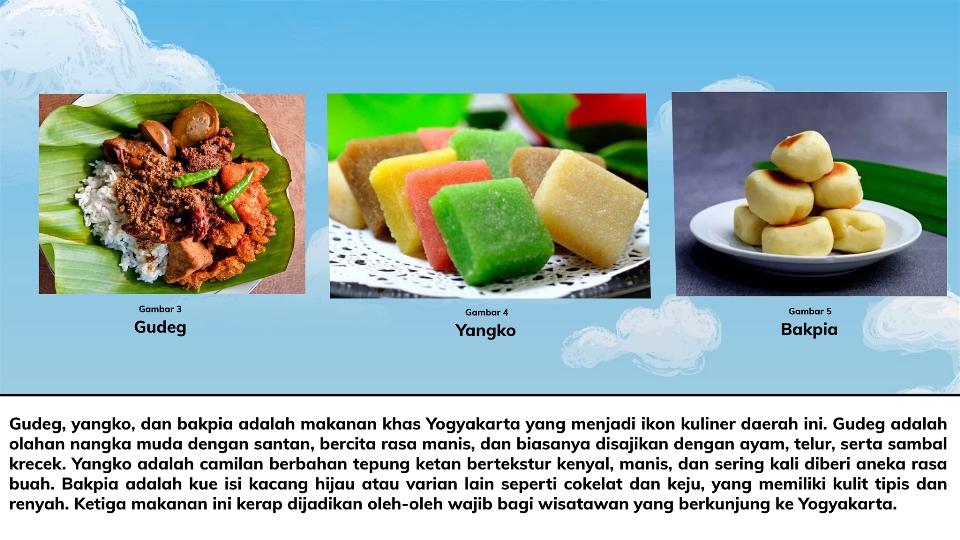 Gambar 3
Gudeg
Gambar 4
Yangko
Gambar 5
Bakpia
Gudeg, yangko, dan bakpia adalah makanan khas Yogyakarta yang menjadi ikon kuliner daerah ini. Gudeg adalah
olahan nangka muda dengan santan, bercita rasa manis, dan biasanya disajikan dengan ayam, telur, serta sambal
krecek. Yangko adalah camilan berbahan tepung ketan bertekstur kenyal, manis, dan sering kali diberi aneka rasa
buah. Bakpia adalah kue isi kacang hijau atau varian lain seperti cokelat dan keju, yang memiliki kulit tipis dan
renyah. Ketiga makanan ini kerap dijadikan oleh-oleh wajib bagi wisatawan yang berkunjung ke Yogyakarta.